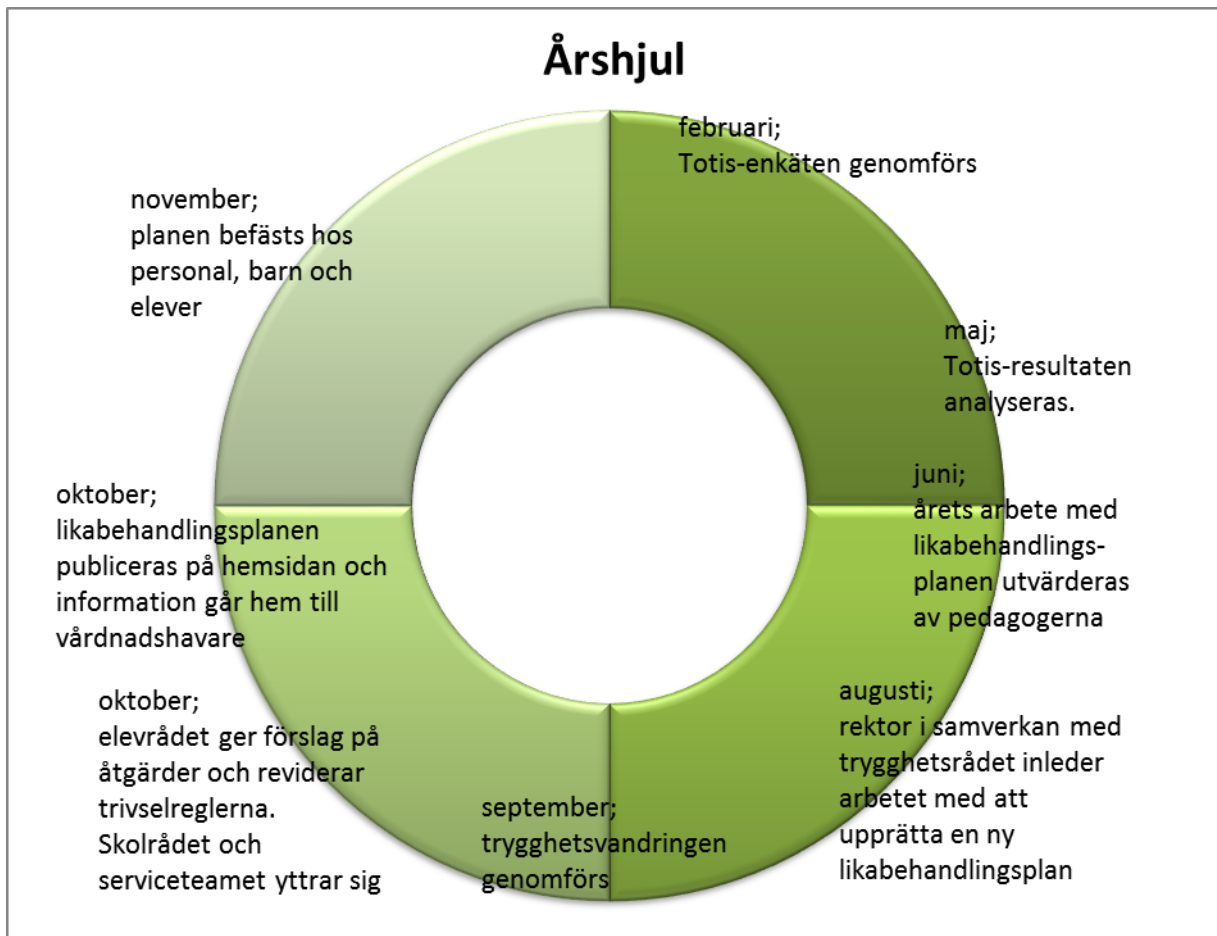 Årshjul
februari;
Totis-enkäten genomförs
maj;
Totis-resultaten
analyseras.
juni;
årets arbete med
likabehandlings-
planen utvärderas
av pedagogerna
augusti;
rektor i samverkan med
trygghetsrådet inleder
arbetet med att
upprätta en ny
likabehandlingsplan
september;
trygghetsvandringen
genomförs
oktober;
elevrådet ger förslag på
åtgärder och reviderar
trivselreglerna.
Skolrådet och
serviceteamet yttrar sig
oktober;
likabehandlingsplanen
publiceras på hemsidan och
information går hem till
vårdnadshavare
november;
planen befästs hos
personal, barn och
elever